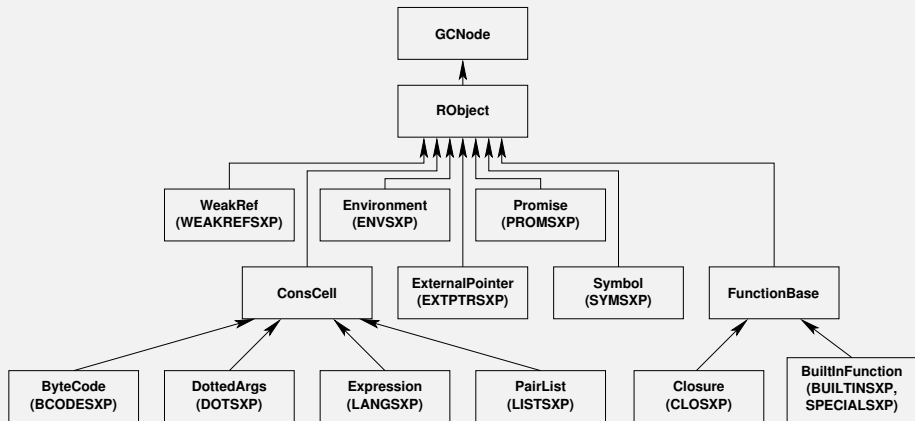 GCNode
RObject
WeakRef
(WEAKREFSXP)
Environment
(ENVSXP)
Promise
(PROMSXP)
ConsCell
ExternalPointer
(EXTPTRSXP)
Symbol
(SYMSXP)
FunctionBase
ByteCode
(BCODESXP)
DottedArgs
(DOTSXP)
Expression
(LANGSXP)
PairList
(LISTSXP)
Closure
(CLOSXP)
BuiltInFunction
(BUILTINSXP,
SPECIALSXP)